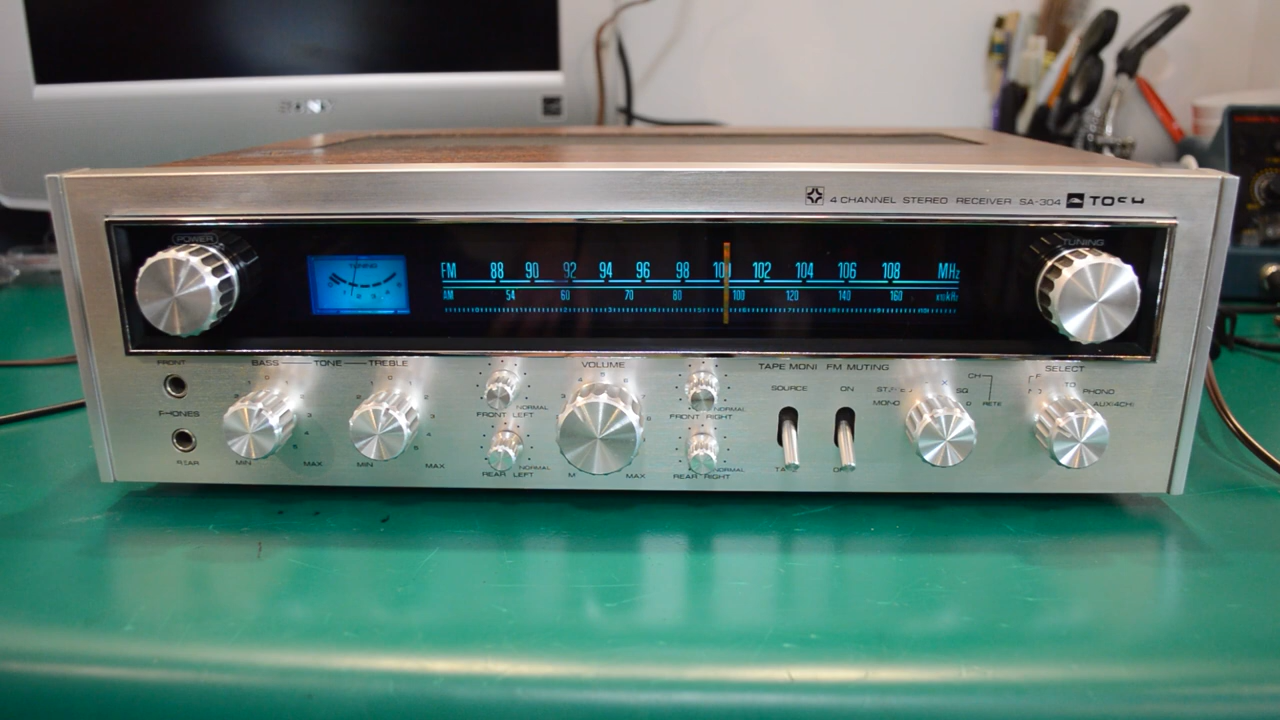 4 CHANNEL STEREO RECEIVER SA-304
POWER
TUNING
TUNING
FM 88 90 92 94 96 98 100 102 104 106 108 MHz
AM 54 60 70 80 100 120 140 160 x10kHz
FRONT
PHONES
REAR
BASS TONE TREBLE
MIN MAX
MIN MAX
NORMAL
FRONT LEFT
NORMAL
REAR LEFT
VOLUME
MAX
NORMAL
FRONT RIGHT
NORMAL
REAR RIGHT
TAPE MONI FM MUTING
SOURCE ON
MONO
SELECT
PHONO
AUX(4CH)